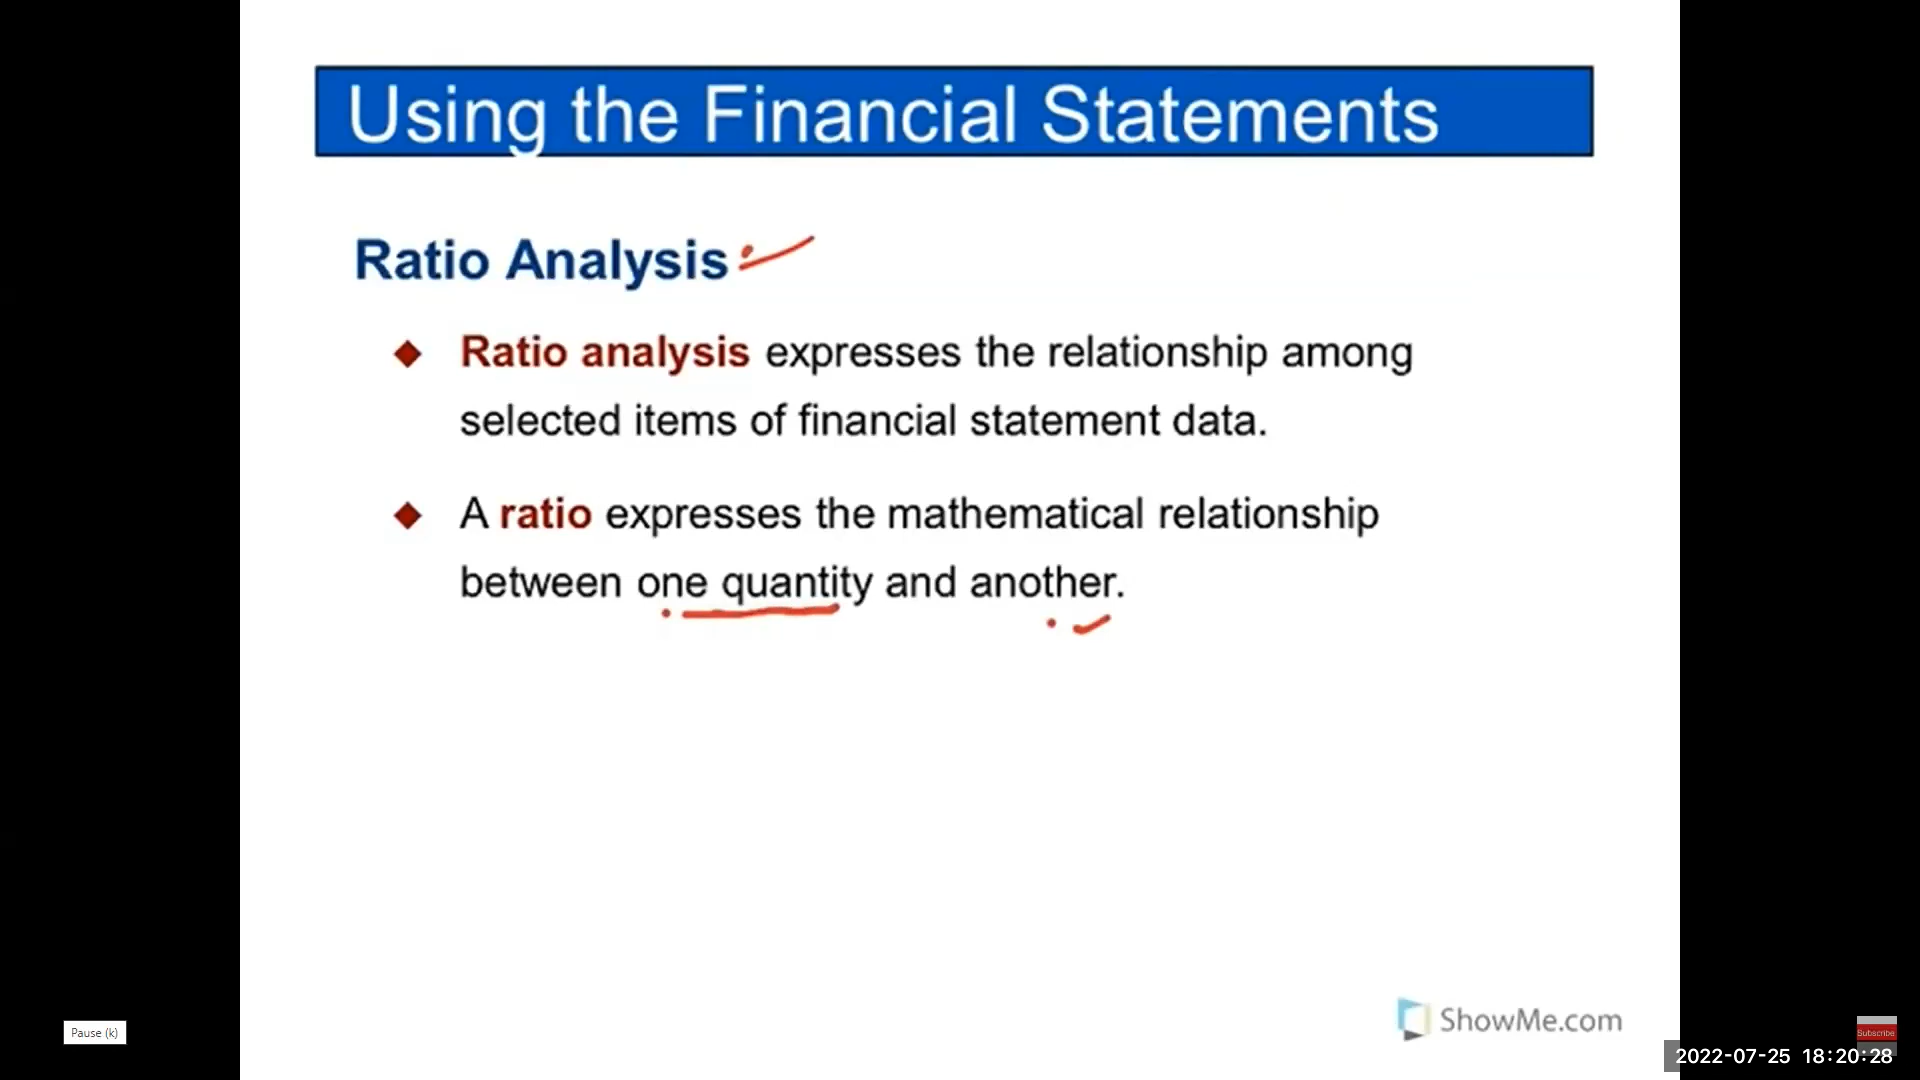 Using the Financial Statements
Ratio Analysis
Ratio analysis expresses the relationship among
selected items of financial statement data.
A ratio expresses the mathematical relationship
between one quantity and another.
ShowMe.com
Pause (k)
Subscribe
2022-07-25 18:20:28